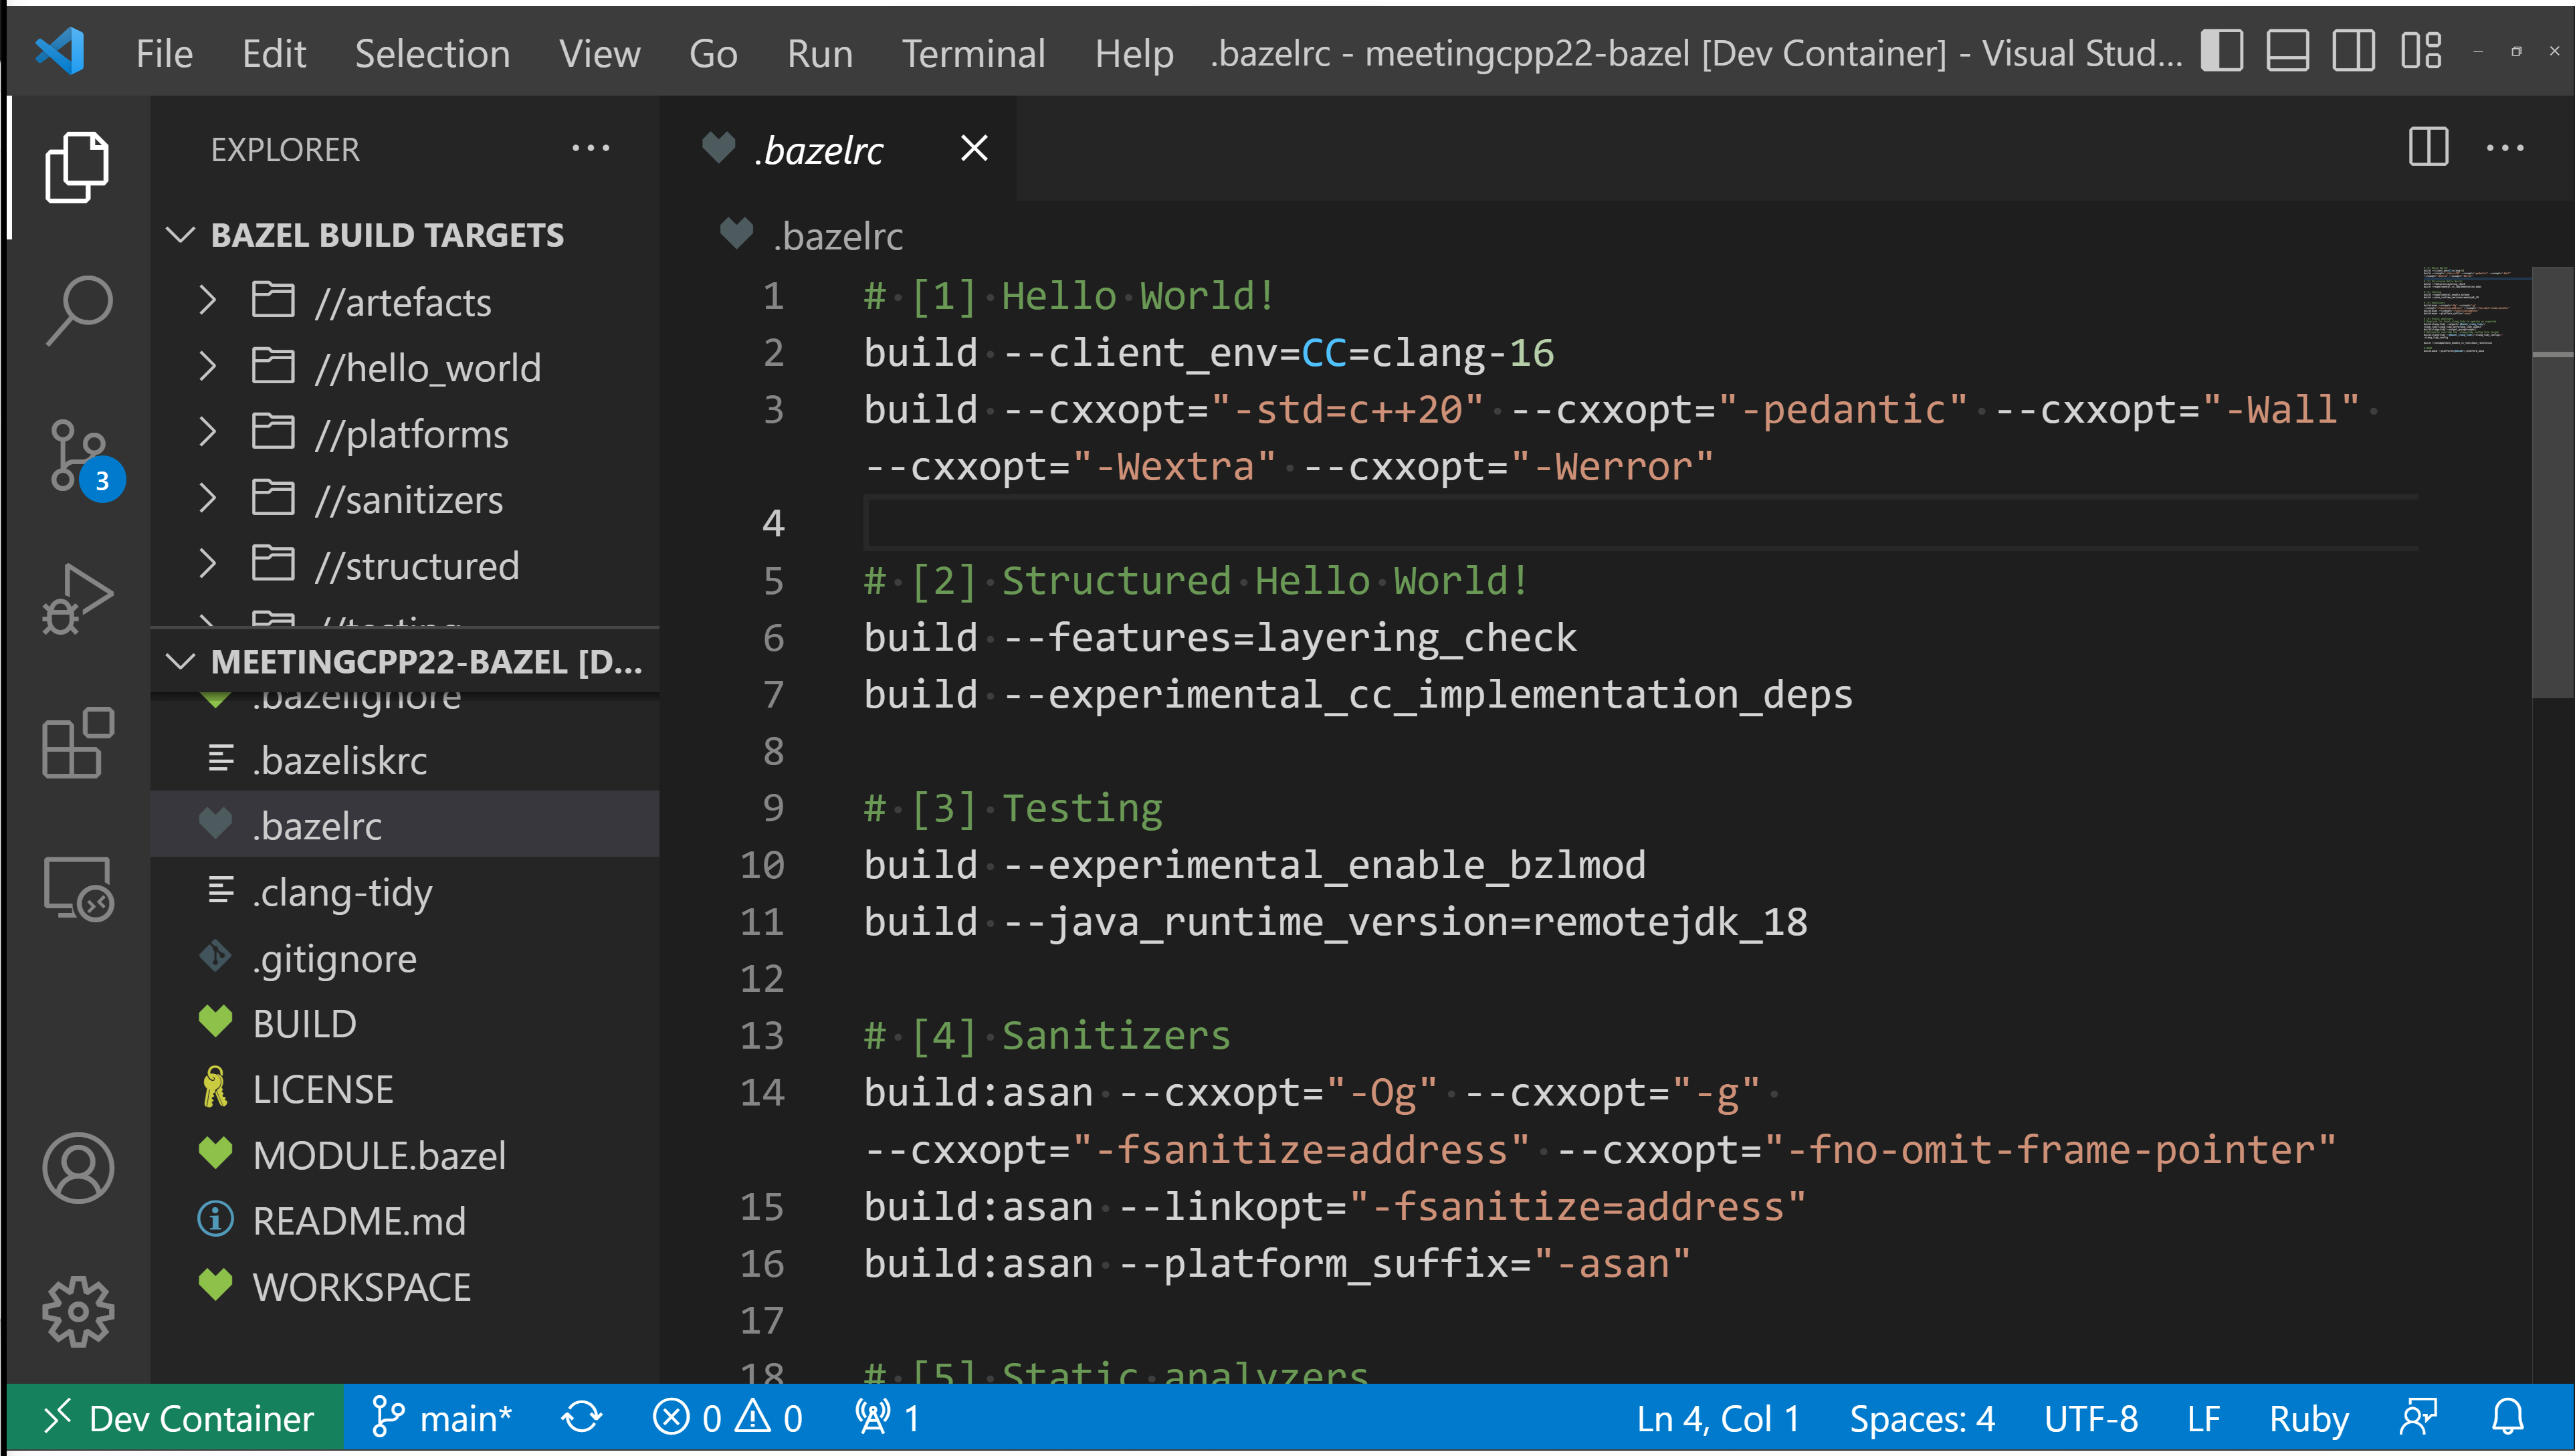 File Edit Selection View Go Run Terminal Help .bazelrc - meetingcpp22-bazel [Dev Container] - Visual Stud...
EXPLORER
BAZEL BUILD TARGETS
//artefacts
//hello_world
//platforms
//sanitizers
//structured
//testing
MEETINGCPP22-BAZEL [D...
.bazelignore
.bazeliskrc
.bazelrc
.clang-tidy
.gitignore
BUILD
LICENSE
MODULE.bazel
README.md
WORKSPACE
3
.bazelrc
.bazelrc
1 # [1] Hello World!
2 build --client_env=CC=clang-16
3 build --cxxopt="-std=c++20" --cxxopt="-pedantic" --cxxopt="-Wall"
--cxxopt="-Wextra" --cxxopt="-Werror"
4
5 # [2] Structured Hello World!
6 build --features=layering_check
7 build --experimental_cc_implementation_deps
8
9 # [3] Testing
10 build --experimental_enable_bzlmod
11 build --java_runtime_version=remotejdk_18
12
13 # [4] Sanitizers
14 build:asan --cxxopt="-Og" --cxxopt="-g"
--cxxopt="-fsanitize=address" --cxxopt="-fno-omit-frame-pointer"
15 build:asan --linkopt="-fsanitize=address"
16 build:asan --platform_suffix="-asan"
17
18 # [5] Static analyzers
Dev Container main* 0 0 1 Ln 4, Col 1 Spaces: 4 UTF-8 LF Ruby